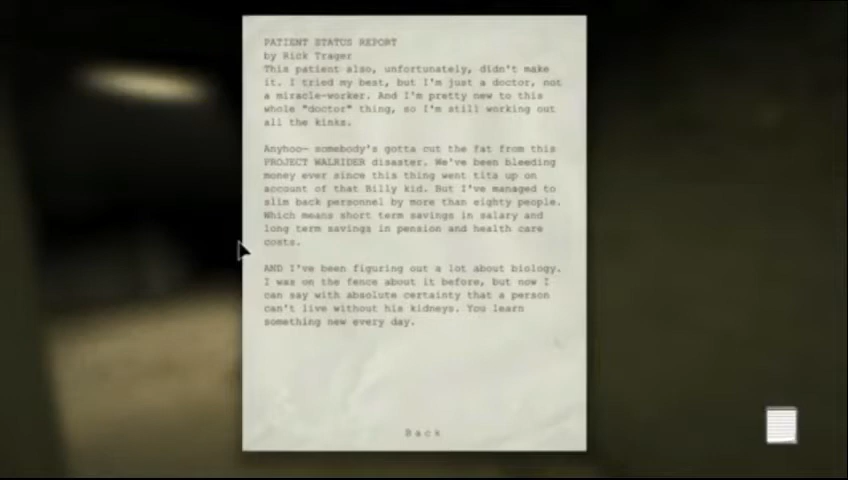 PATIENT STATUS REPORT
by Rick Trager
This patient also, unfortunately, didn't make
it. I tried my best, but I'm just a doctor, not
a miracle-worker. And I'm pretty new to this
whole "doctor" thing, so I'm still working out
all the kinks.
Anyhoo— somebody's gotta cut the fat from this
PROJECT WALRIDER disaster. We've been bleeding
money ever since this thing went tits up on
account of that Billy kid. But I've managed to
slim back personnel by more than eighty people.
Which means short term savings in salary and
long term savings in pension and health care
costs.
AND I've been figuring out a lot about biology.
I was on the fence about it before, but now I
can say with absolute certainty that a person
can't live without his kidneys. You learn
something new every day.
Back